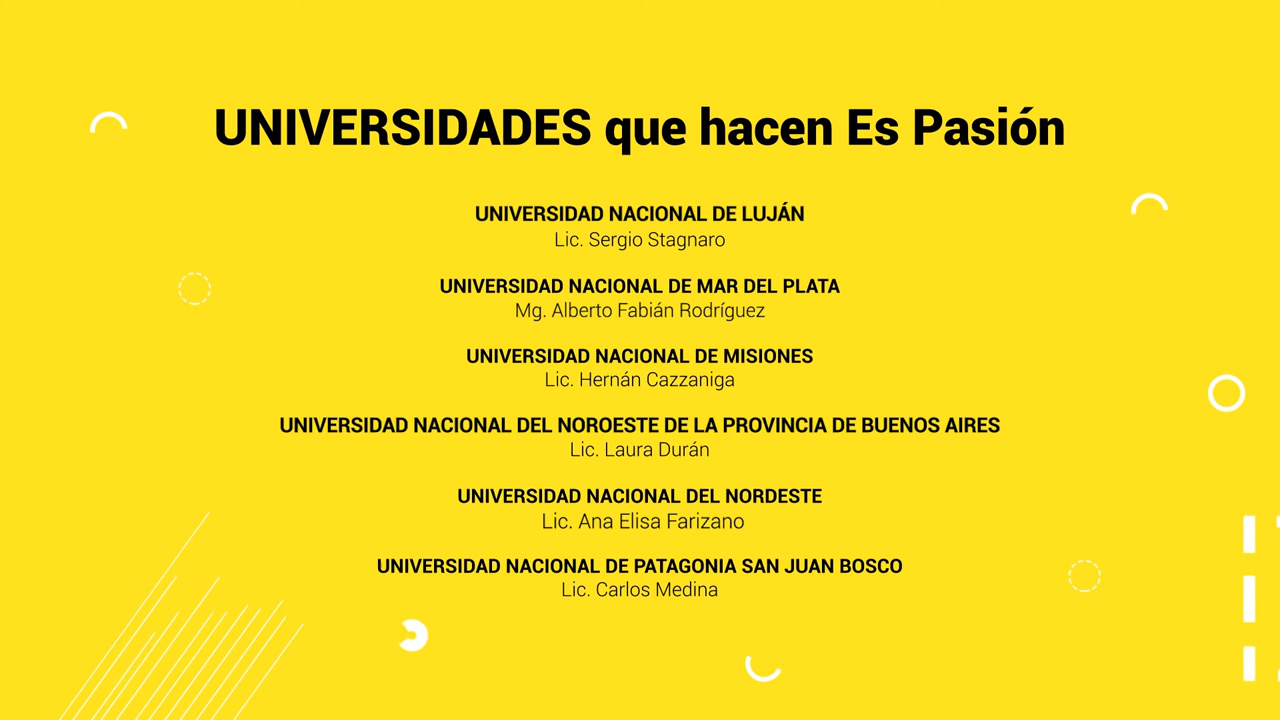 UNIVERSIDADES que hacen Es Pasión
UNIVERSIDAD NACIONAL DE LUJÁN
Lic. Sergio Stagnaro
UNIVERSIDAD NACIONAL DE MAR DEL PLATA
Mg. Alberto Fabián Rodríguez
UNIVERSIDAD NACIONAL DE MISIONES
Lic. Hernán Cazzaniga
UNIVERSIDAD NACIONAL DEL NOROESTE DE LA PROVINCIA DE BUENOS AIRES
Lic. Laura Durán
UNIVERSIDAD NACIONAL DEL NORDESTE
Lic. Ana Elisa Farizano
UNIVERSIDAD NACIONAL DE PATAGONIA SAN JUAN BOSCO
Lic. Carlos Medina